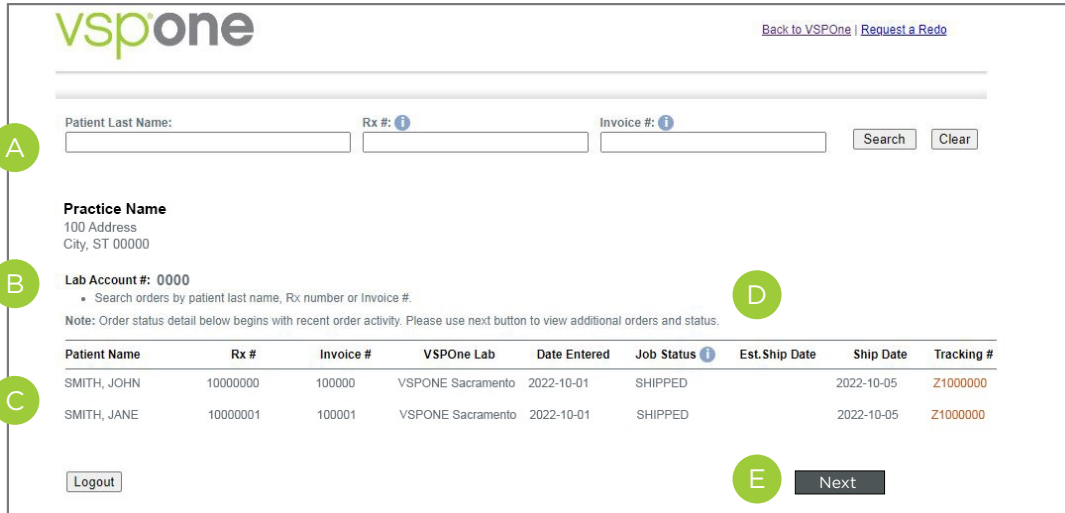 vspone
Back to VSPOne | Request a Redo
Patient Last Name: Rx #: i Invoice #: i
A
Search Clear
Practice Name
100 Address
City, ST 00000
B
Lab Account #: 0000
• Search orders by patient last name, Rx number or Invoice #.
D
Note: Order status detail below begins with recent order activity. Please use next button to view additional orders and status.
Patient Name Rx # Invoice # VSPOne Lab Date Entered Job Status i Est.Ship Date Ship Date Tracking #
SMITH, JOHN 10000000 100000 VSPONE Sacramento 2022-10-01 SHIPPED 2022-10-05 Z1000000
C
SMITH, JANE 10000001 100001 VSPONE Sacramento 2022-10-01 SHIPPED 2022-10-05 Z1000000
Logout
E
Next